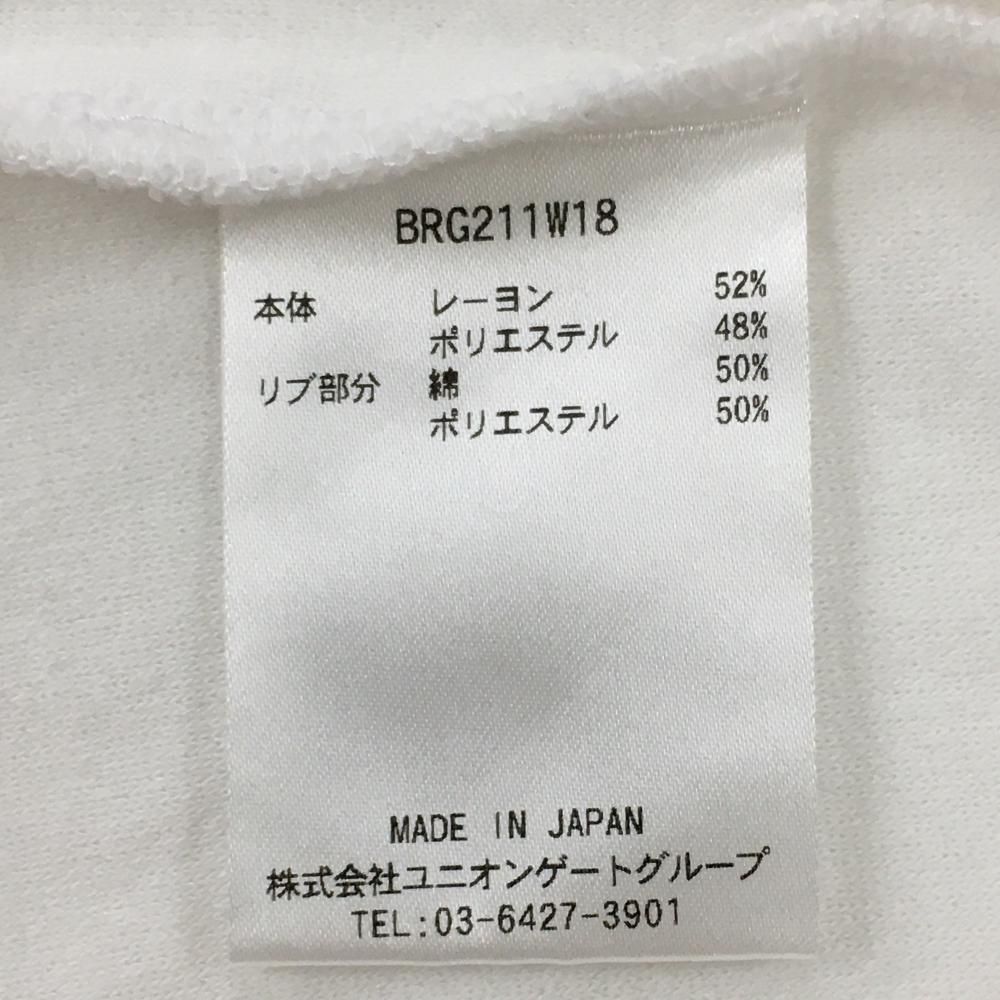 BRG211W18
本体 レーヨン 52%
ポリエステル 48%
リブ部分 綿 50%
ポリエステル 50%
MADE IN JAPAN
株式会社ユニオンゲートグループ
TEL:03-6427-3901